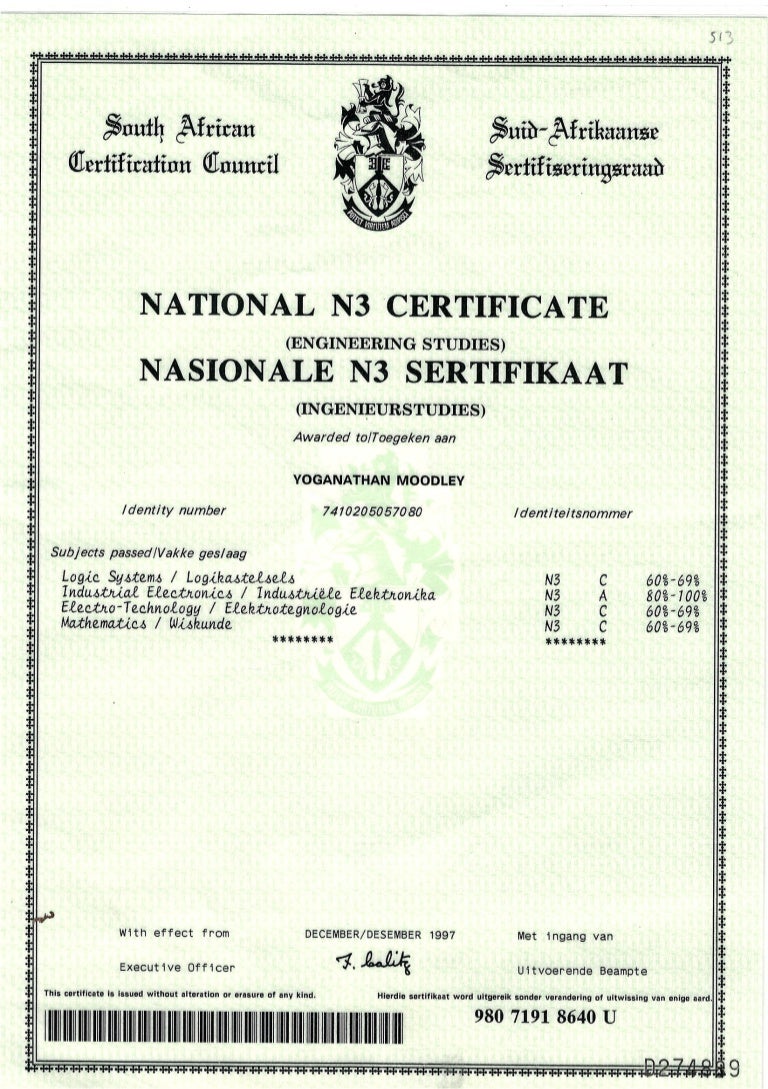 513
South African
Certification Council
Suid-Afrikaanse
Sertifiseringsraad
NATIONAL N3 CERTIFICATE
(ENGINEERING STUDIES)
NASIONALE N3 SERTIFIKAAT
(INGENIEURSTUDIES)
Awarded to/Toegeken aan
YOGANATHAN MOODLEY
Identity number 7410205057080 Identiteitsnommer
Subjects passed/Vakke geslaag
Logic Systems / Logikastelsels N3 C 60%-69%
Industrial Electronics / Industriële Elektronika N3 A 80%-100%
Electro-Technology / Elektrotegnologie N3 C 60%-69%
Mathematics / Wiskunde N3 C 60%-69%
******** ********
With effect from DECEMBER/DESEMBER 1997 Met ingang van
Executive Officer Uitvoerende Beampte
This certificate is issued without alteration or erasure of any kind. Hierdie sertifikaat word uitgereik sonder verandering of uitwissing van enige aard.
980 7191 8640 U